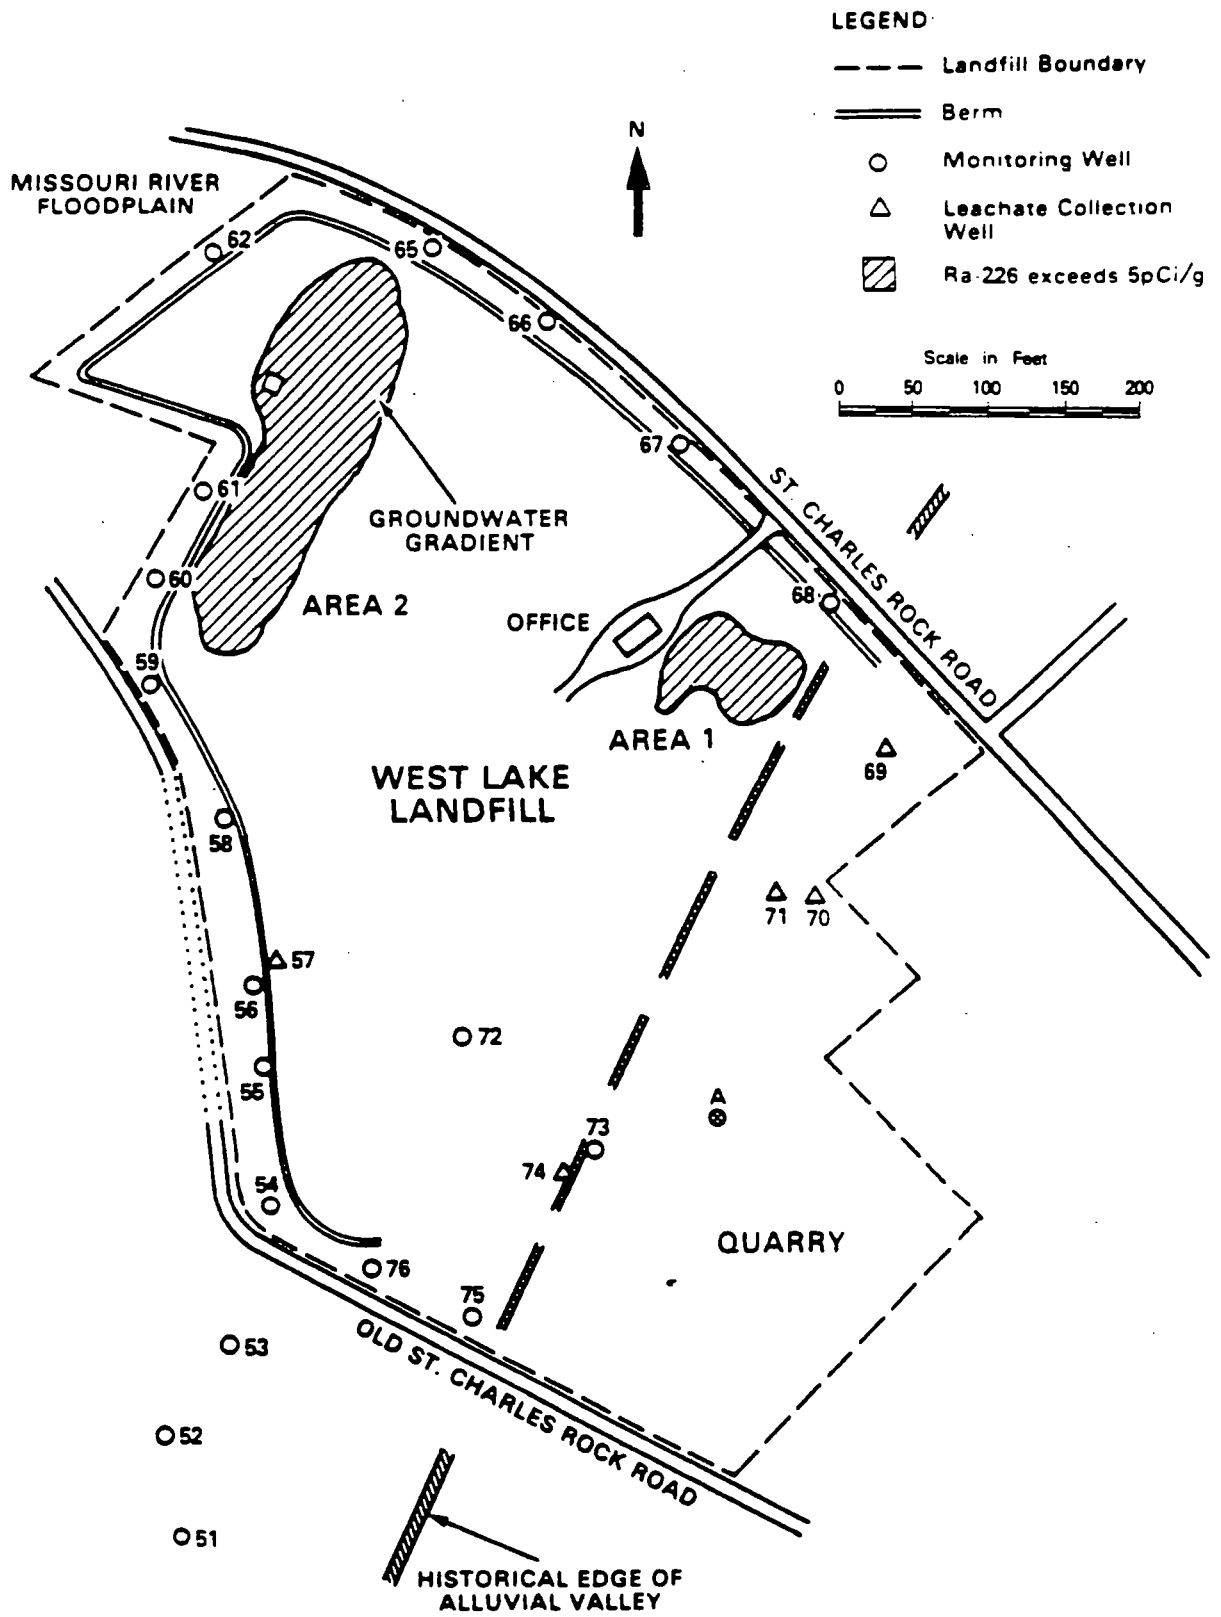 LEGEND
Landfill Boundary
Berm
Monitoring Well
Leachate Collection
Well
Ra-226 exceeds 5pCi/g
Scale in Feet
0 50 100 200
N
MISSOURI RIVER
FLOODPLAIN
62
65
66
67
61
GROUNDWATER
GRADIENT
ST. CHARLES ROCK ROAD
60
AREA 2
68
OFFICE
59
AREA 1
69
WEST LAKE
LANDFILL
58
71
70
57
56
72
55
A
73
74
54
QUARRY
76
75
53
OLD ST. CHARLES ROCK ROAD
52
51
HISTORICAL EDGE OF
ALLUVIAL VALLEY